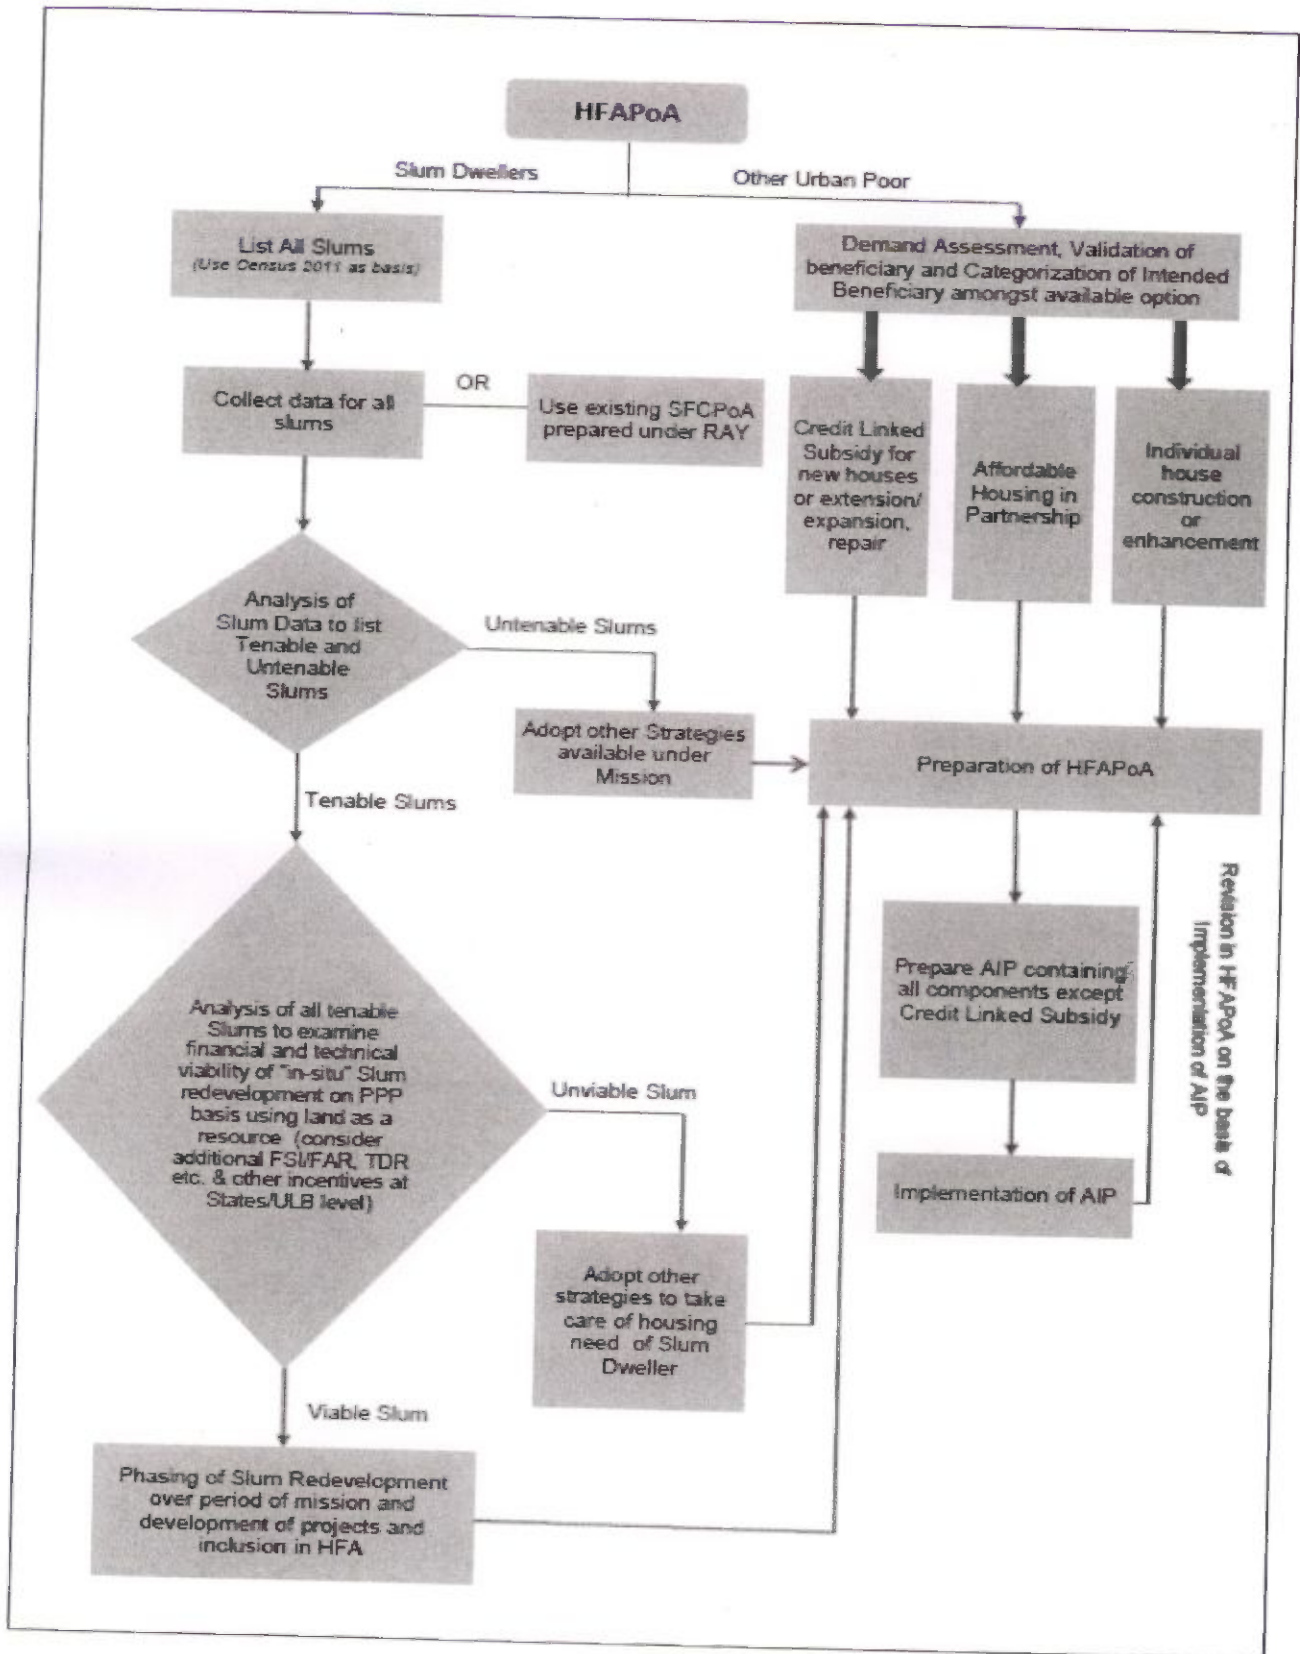 HFAPoA
Slum Dwellers
Other Urban Poor
List All Slums
(Use Census 2011 as basis)
Demand Assessment, Validation of
beneficiary and Categorization of Intended
Beneficiary amongst available option
Collect data for all
slums
OR
Use existing SFCPoA
prepared under RAY
Credit Linked
Subsidy for
new houses
or extension/
expansion,
repair
Affordable
Housing in
Partnership
Individual
house
construction
or
enhancement
Analysis of
Slum Data to list
Tenable and
Untenable
Slums
Untenable Slums
Adopt other Strategies
available under
Mission
Preparation of HFAPoA
Tenable Slums
Analysis of all tenable
Slums to examine
financial and technical
viability of "in-situ" Slum
redevelopment on PPP
basis using land as a
resource (consider
additional FSI/FAR, TDR
etc. & other incentives at
States/ULB level)
Unviable Slum
Prepare AIP containing
all components except
Credit Linked Subsidy
Revision in HFAPoA on the basis of
Implementation of AIP
Implementation of AIP
Adopt other
strategies to take
care of housing
need of Slum
Dweller
Viable Slum
Phasing of Slum Redevelopment
over period of mission and
development of projects and
inclusion in HFA